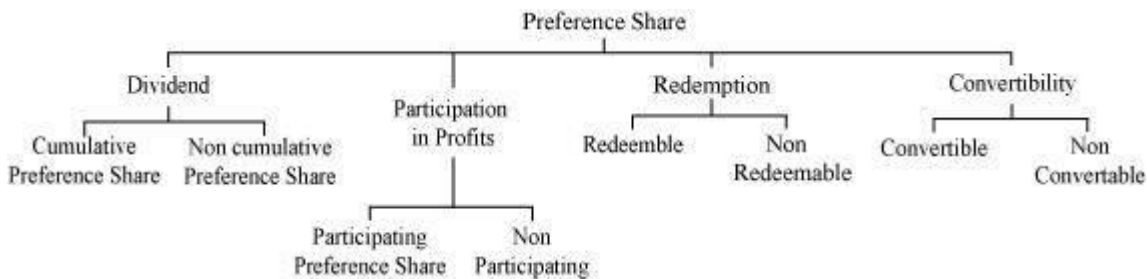 Preference Share
Dividend
Participation
in Profits
Redemption
Convertibility
Cumulative
Preference Share
Non cumulative
Preference Share
Redeemble
Non
Redeemable
Convertible
Non
Convertable
Participating
Preference Share
Non
Participating